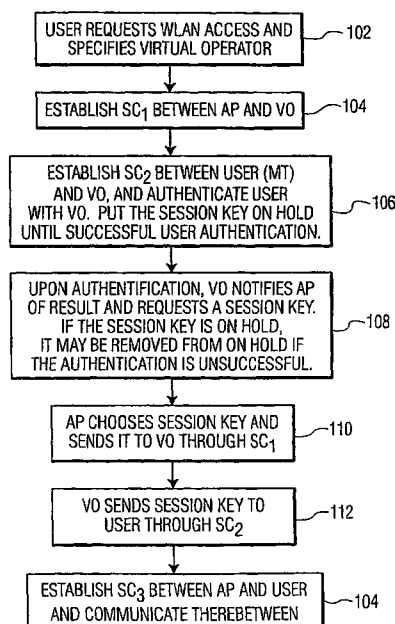 USER REQUESTS WLAN ACCESS AND
SPECIFIES VIRTUAL OPERATOR
102
ESTABLISH SC1 BETWEEN AP AND VO
104
ESTABLISH SC2 BETWEEN USER (MT)
AND VO, AND AUTHENTICATE USER
WITH VO. PUT THE SESSION KEY ON HOLD
UNTIL SUCCESSFUL USER AUTHENTICATION.
106
UPON AUTHENTIFICATION, VO NOTIFIES AP
OF RESULT AND REQUESTS A SESSION KEY.
IF THE SESSION KEY IS ON HOLD,
IT MAY BE REMOVED FROM ON HOLD IF
THE AUTHENTICATION IS UNSUCCESSFUL.
108
AP CHOOSES SESSION KEY AND
SENDS IT TO VO THROUGH SC1
110
VO SENDS SESSION KEY TO
USER THROUGH SC2
112
ESTABLISH SC3 BETWEEN AP AND USER
AND COMMUNICATE THEREBETWEEN
104